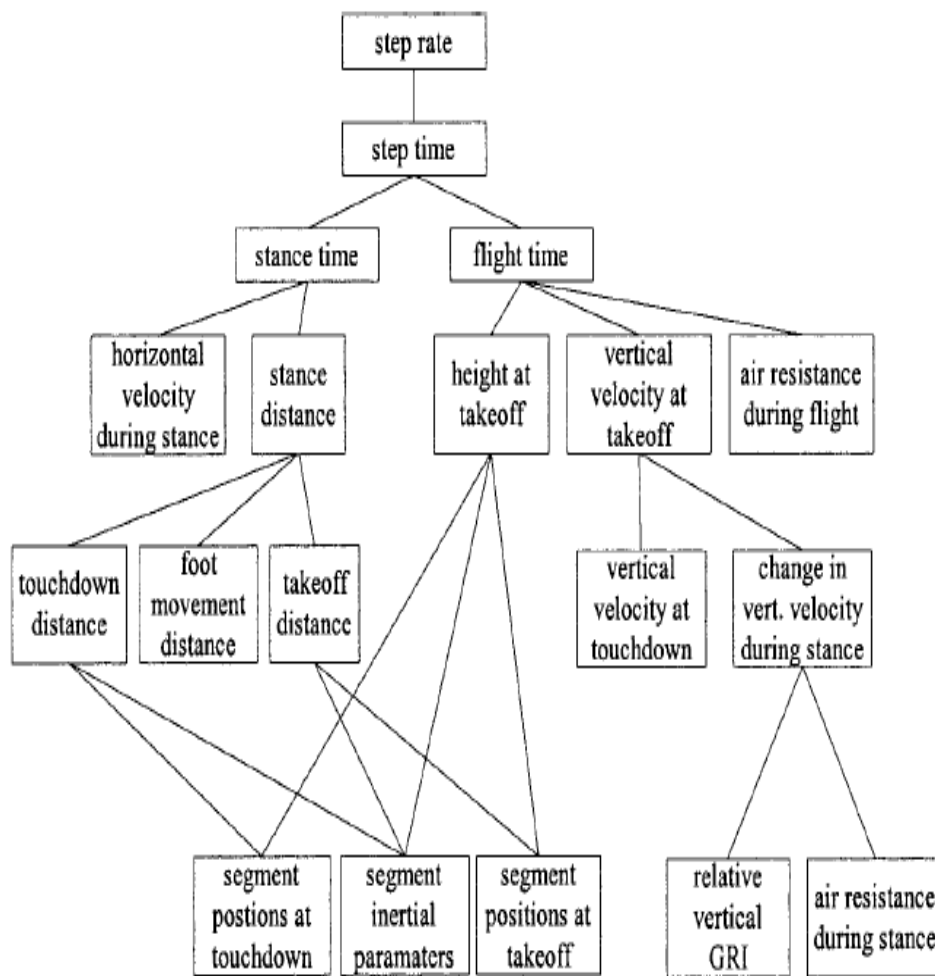 step rate
step time
stance time
flight time
horizontal
velocity
during stance
stance
distance
height at
takeoff
vertical
velocity at
takeoff
air resistance
during flight
touchdown
distance
foot
movement
distance
takeoff
distance
vertical
velocity at
touchdown
change in
vert. velocity
during stance
segment
postions at
touchdown
segment
inertial
paramaters
segment
positions at
takeoff
relative
vertical
GRI
air resistance
during stance